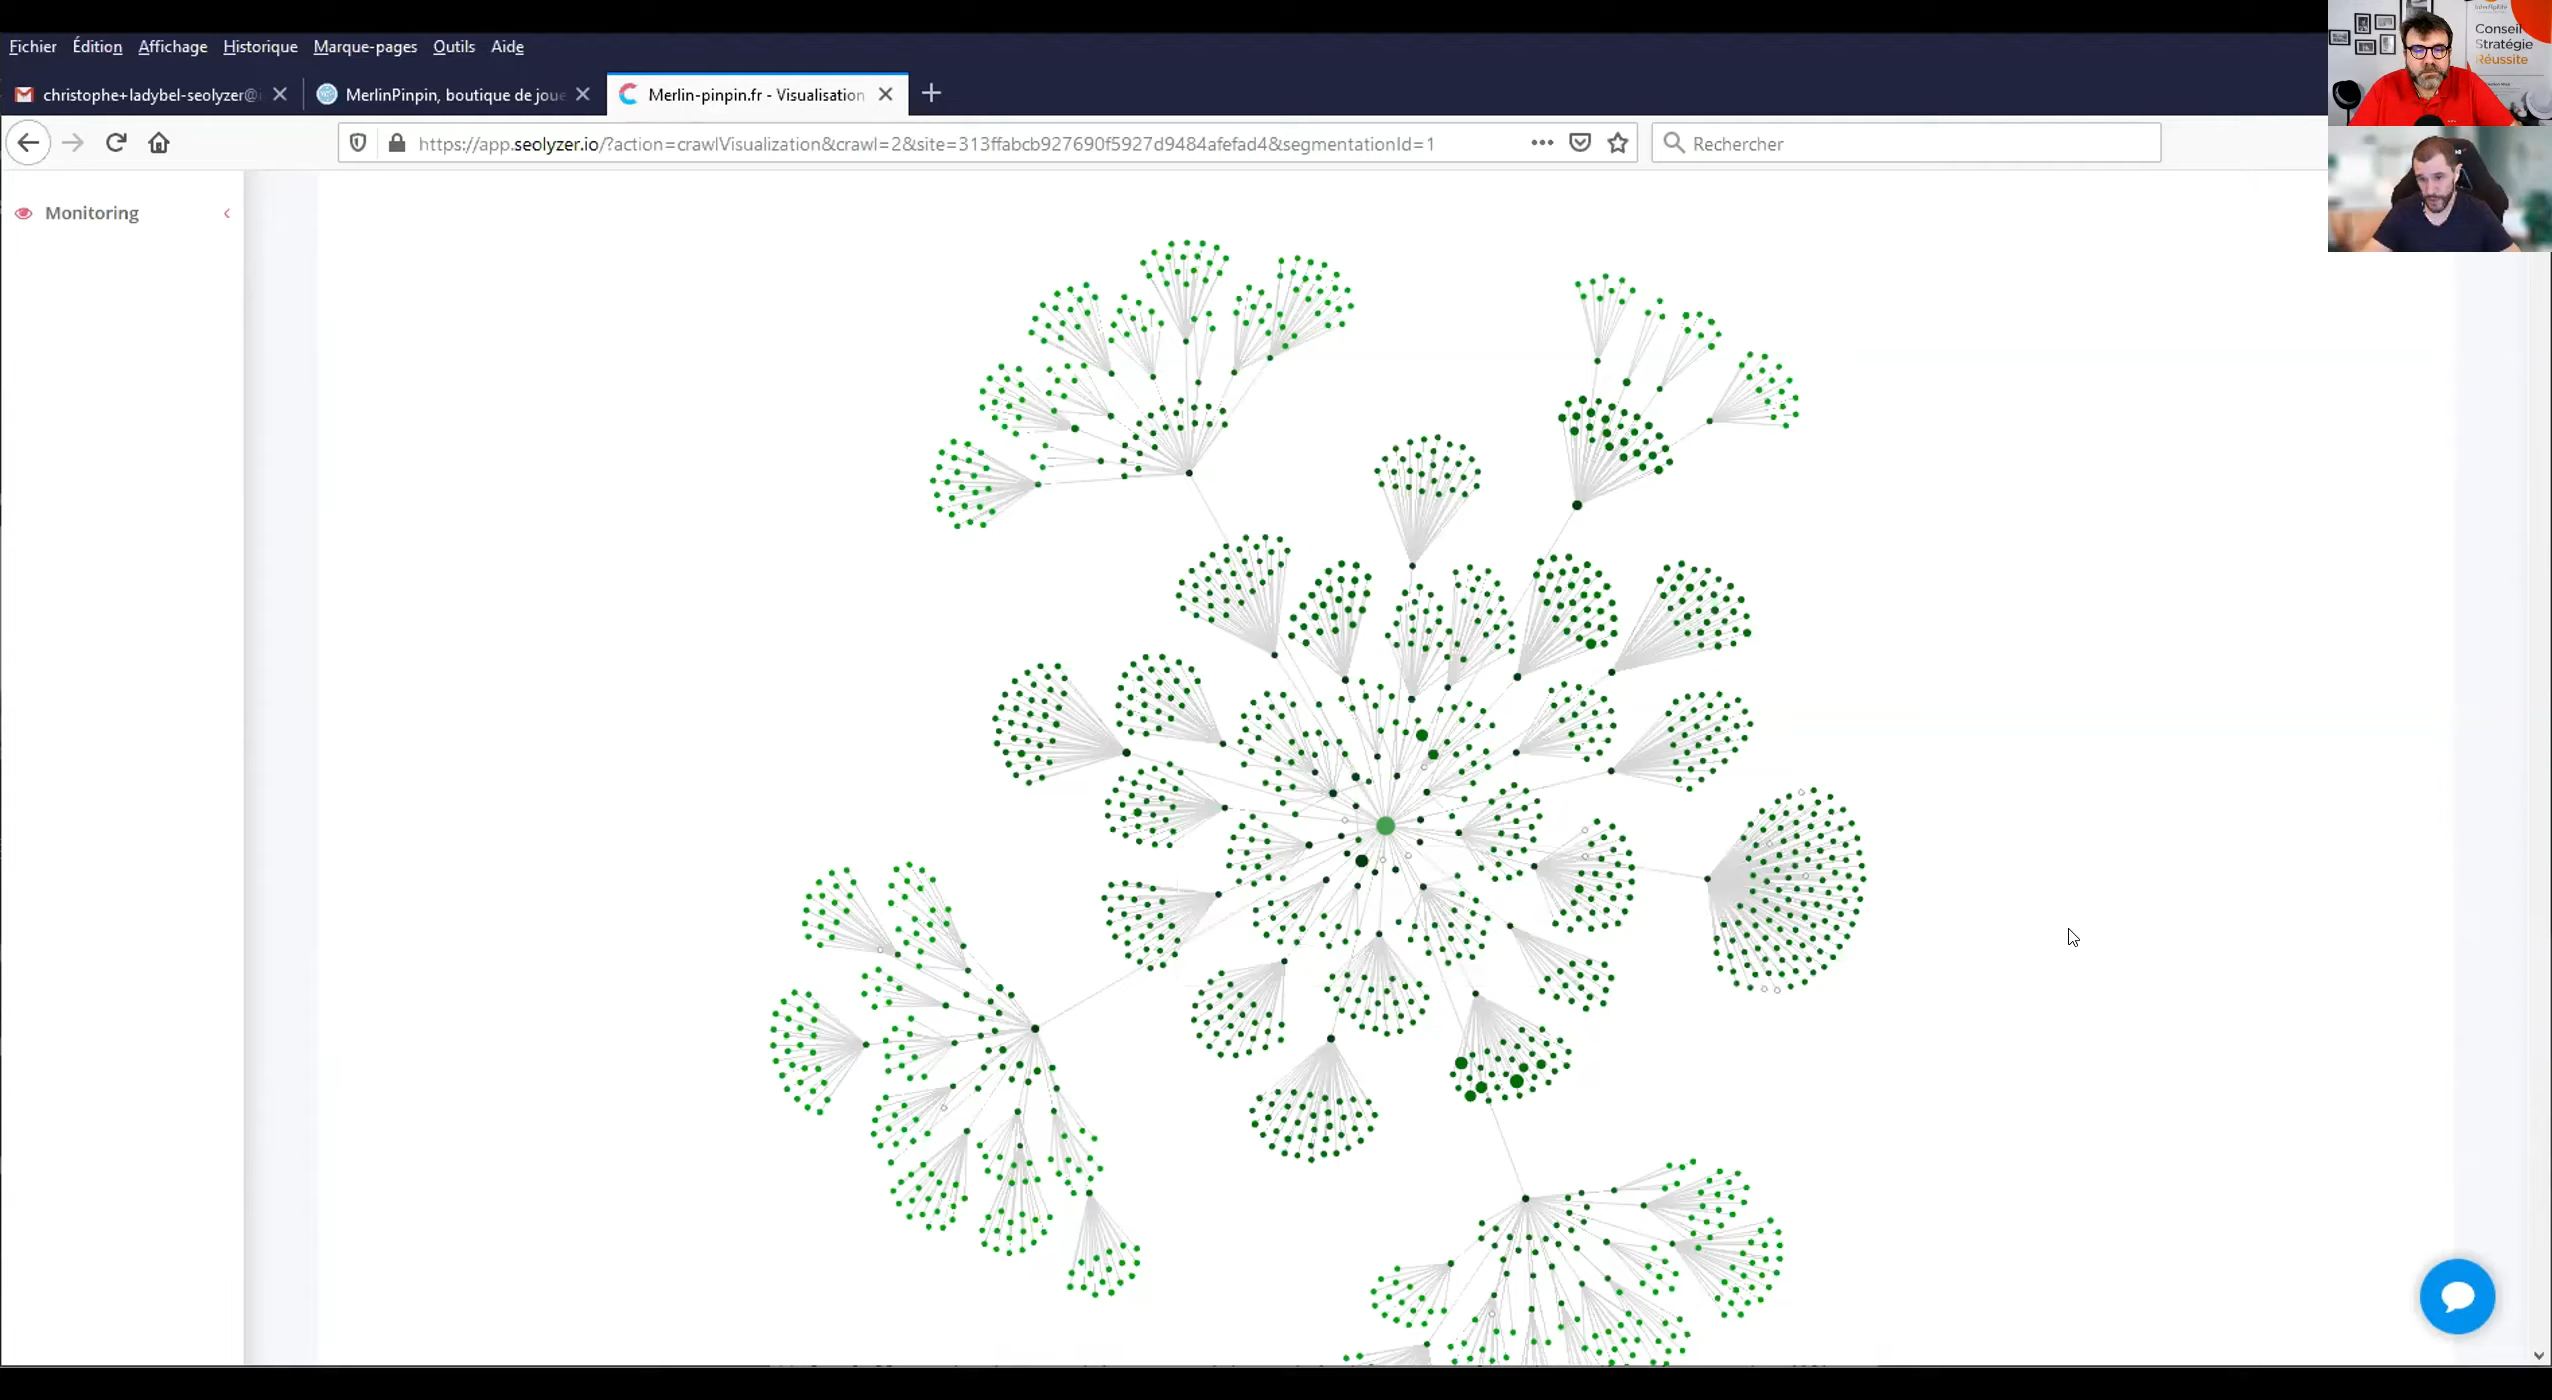 Fichier Édition Affichage Historique Marque-pages Outils Aide
christophe+ladybel-seolyzer@
MerlinPinpin, boutique de joue
Merlin-pinpin.fr - Visualisation
https://app.seolyzer.io/?action=crawlVisualization&crawl=2&site=313ffabcb927690f5927d9484afefad4&segmentationId=1
Rechercher
Monitoring
Conseil
Stratégie
Réussite